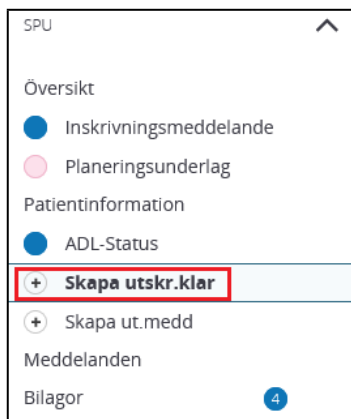 SPU
Översikt
Inskrivningsmeddelande
Planeringsunderlag
Patientinformation
ADL-Status
Skapa utskr.klar
Skapa ut.medd
Meddelanden
Bilagor 4